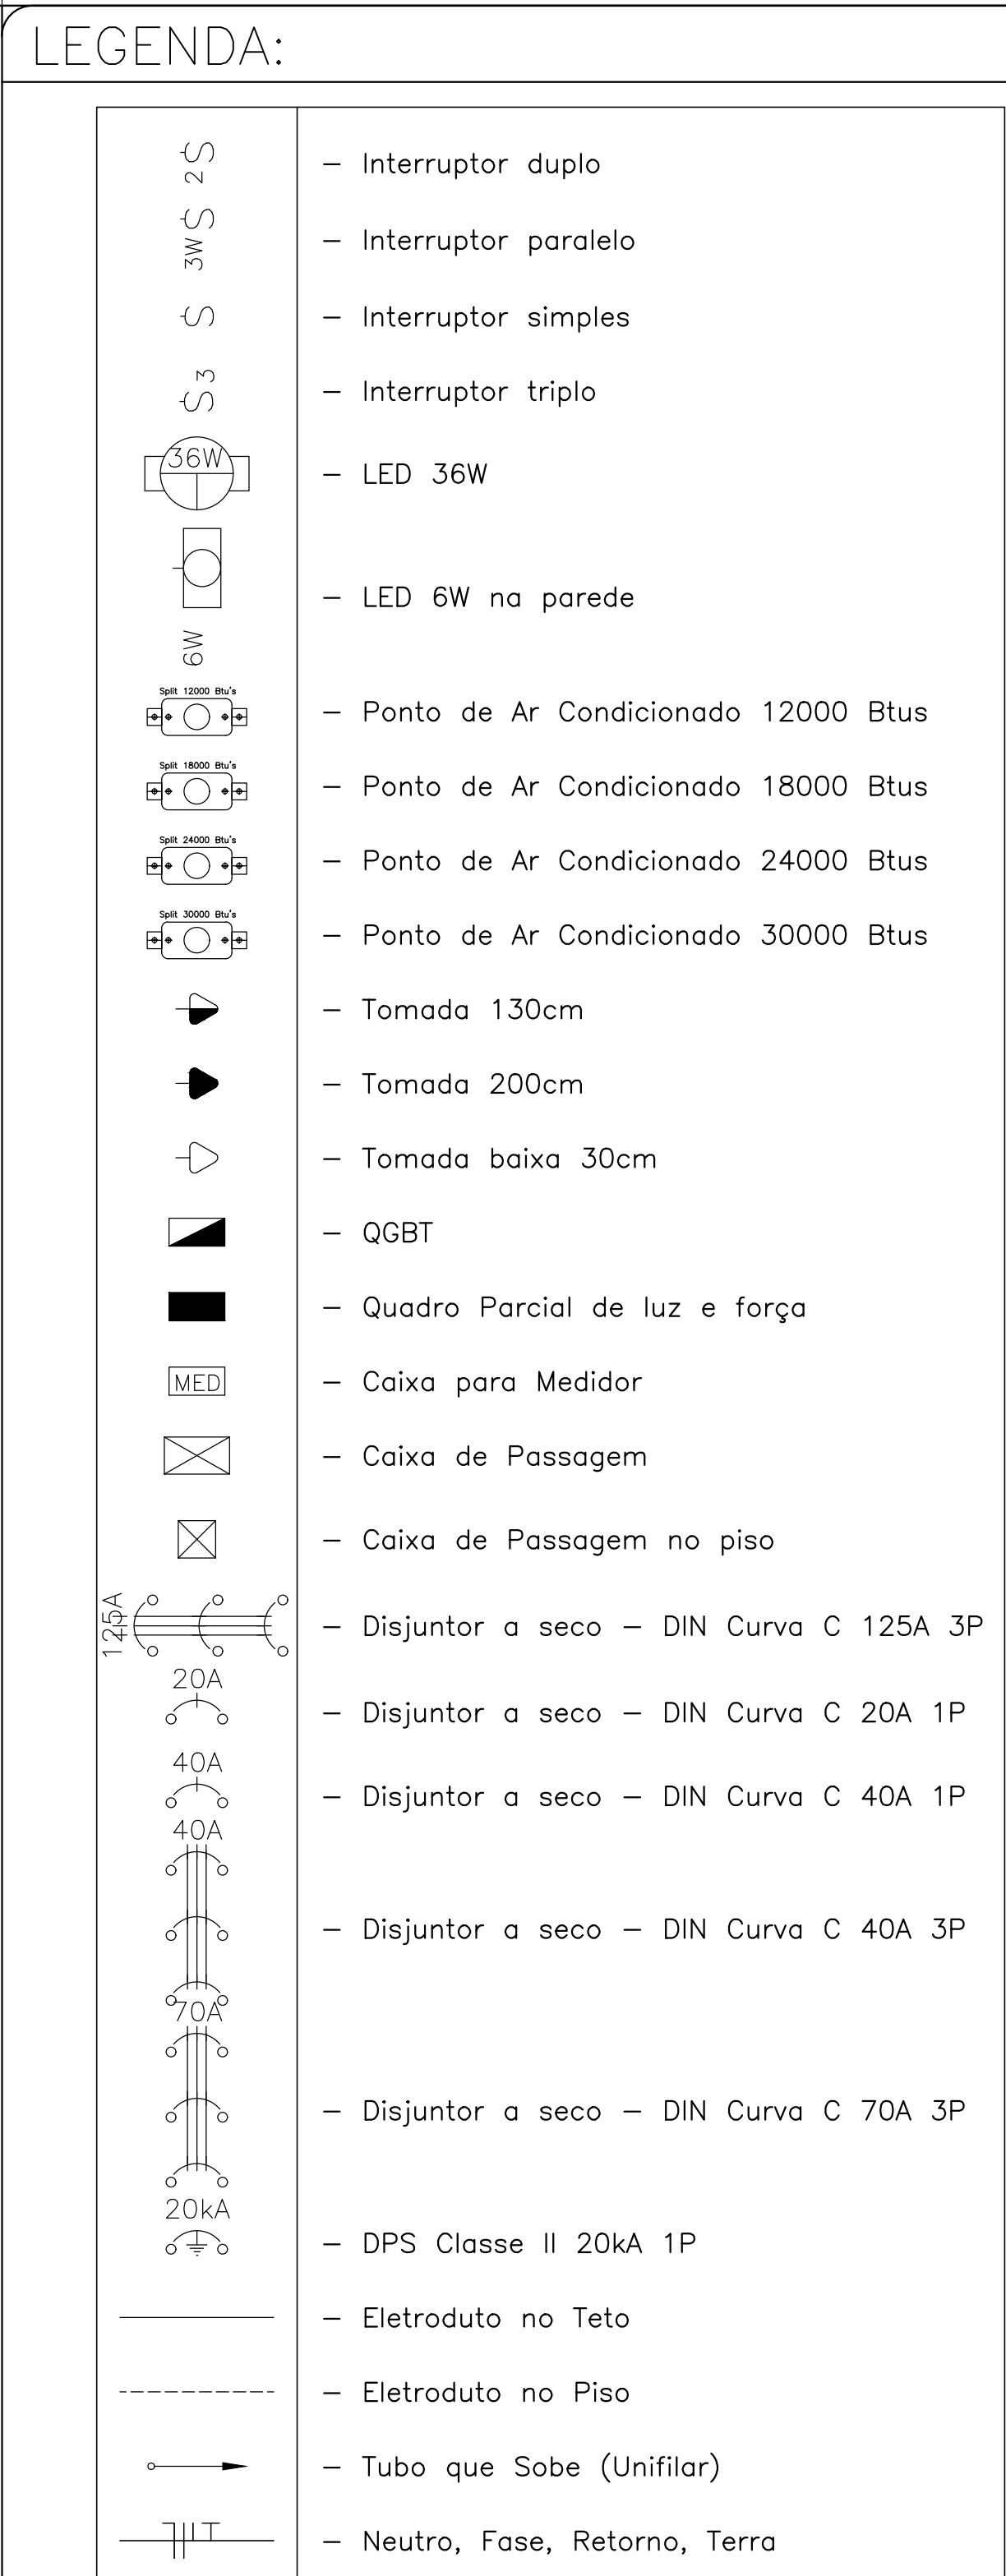 LEGENDA:
2 S - Interruptor duplo
3W S - Interruptor paralelo
S - Interruptor simples
S 3 - Interruptor triplo
36W - LED 36W
6W - LED 6W na parede
Split 12000 Btu's - Ponto de Ar Condicionado 12000 Btus
Split 18000 Btu's - Ponto de Ar Condicionado 18000 Btus
Split 24000 Btu's - Ponto de Ar Condicionado 24000 Btus
Split 30000 Btu's - Ponto de Ar Condicionado 30000 Btus
- Tomada 130cm
- Tomada 200cm
- Tomada baixa 30cm
- QGBT
- Quadro Parcial de luz e força
MED - Caixa para Medidor
- Caixa de Passagem
- Caixa de Passagem no piso
125A - Disjuntor a seco - DIN Curva C 125A 3P
20A - Disjuntor a seco - DIN Curva C 20A 1P
40A - Disjuntor a seco - DIN Curva C 40A 1P
40A - Disjuntor a seco - DIN Curva C 40A 3P
70A - Disjuntor a seco - DIN Curva C 70A 3P
20kA - DPS Classe II 20kA 1P
- Eletroduto no Teto
- Eletroduto no Piso
- Tubo que Sobe (Unifilar)
- Neutro, Fase, Retorno, Terra